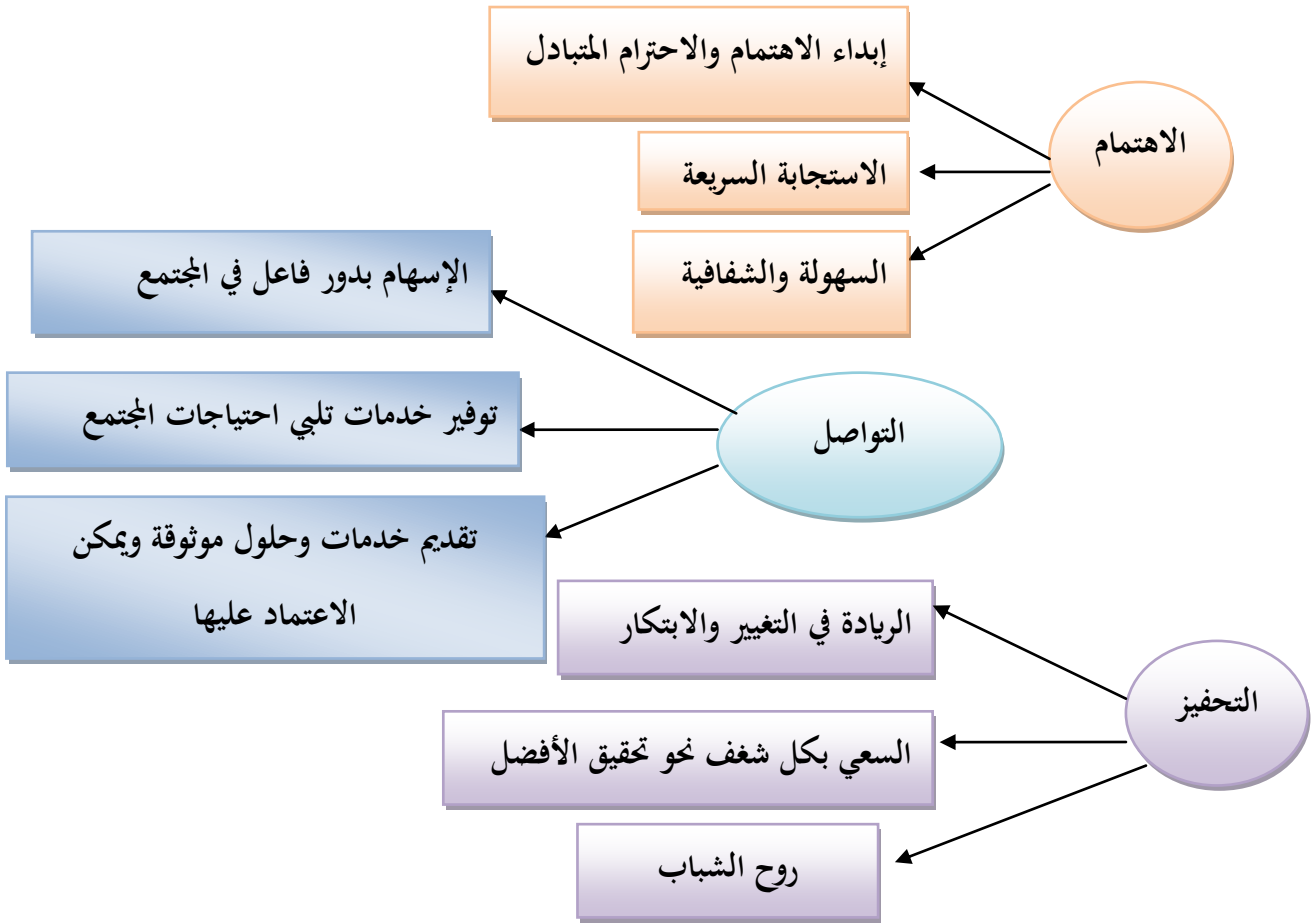 الاهتمام
إبداء الاهتمام والاحترام المتبادل
الاستجابة السريعة
السهولة والشفافية
التواصل
الإسهام بدور فاعل في المجتمع
توفير خدمات تلبي احتياجات المجتمع
تقديم خدمات وحلول موثوقة ويمكن
الاعتماد عليها
التحفيز
الريادة في التغيير والابتكار
السعي بكل شغف نحو تحقيق الأفضل
روح الشباب